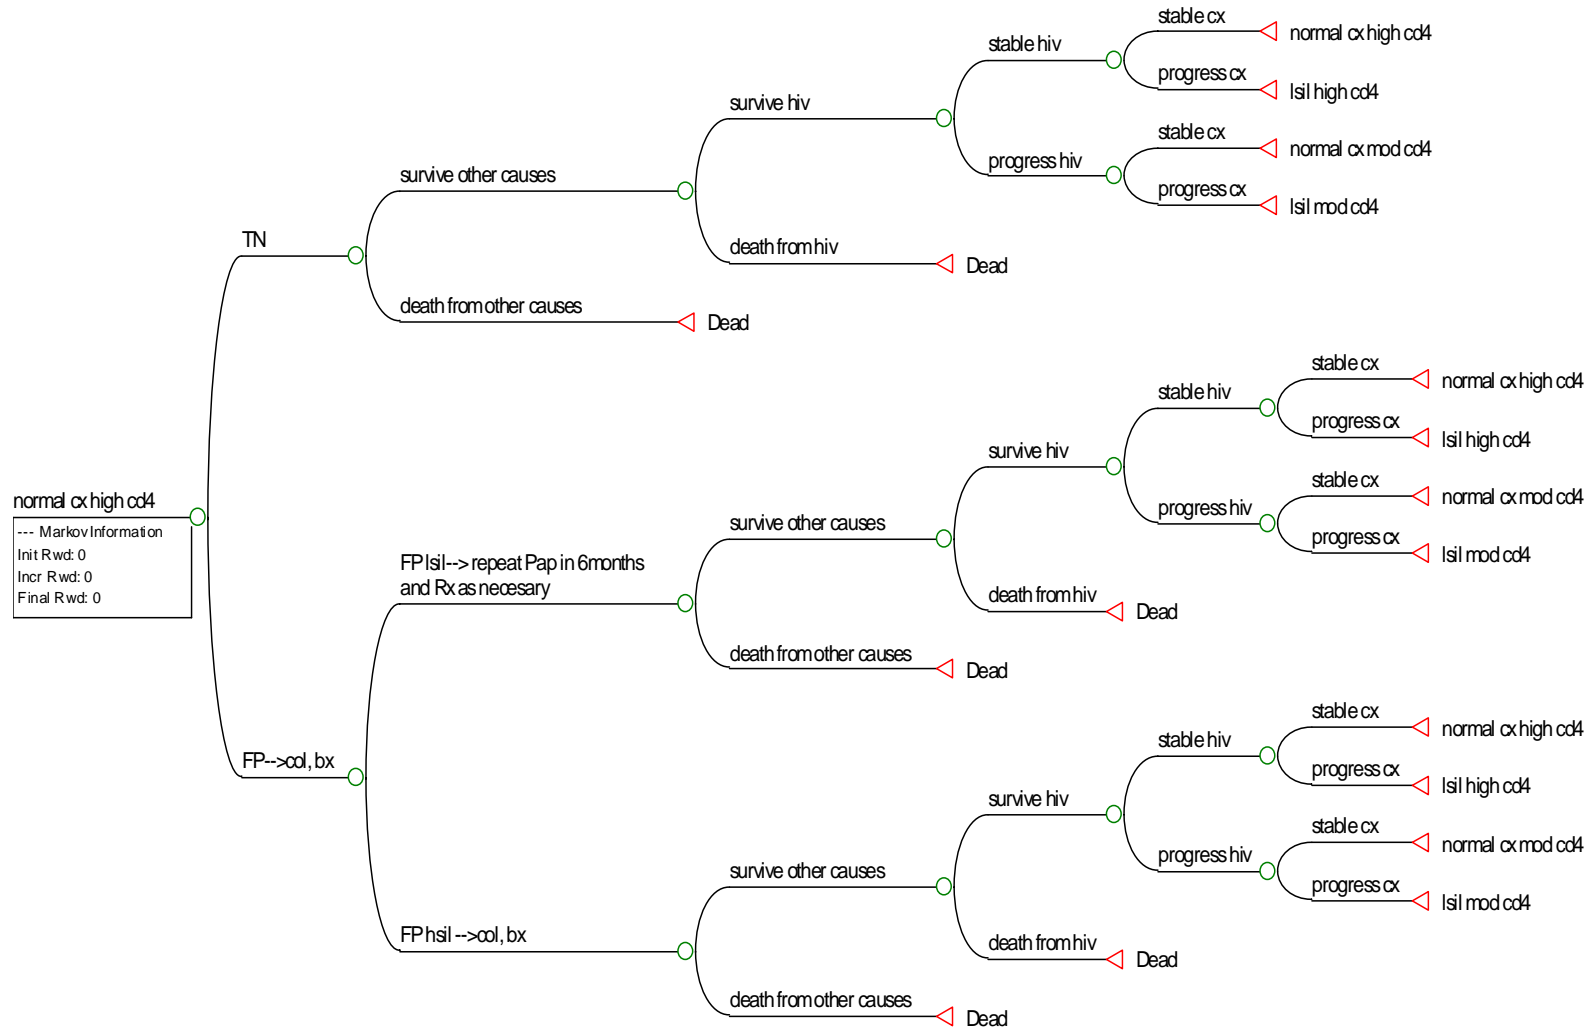 stable cx
normal cx high cd4
stable hiv
progress cx
lsil high cd4
survive hiv
stable cx
normal cx mod cd4
progress hiv
progress cx
lsil mod cd4
survive other causes
death from hiv
Dead
TN
death from other causes
Dead
stable cx
normal cx high cd4
stable hiv
progress cx
lsil high cd4
survive hiv
stable cx
normal cx mod cd4
progress hiv
progress cx
lsil mod cd4
normal cx high cd4
--- Markov Information
Init Rwd: 0
Incr Rwd: 0
Final Rwd: 0
survive other causes
FP lsil--> repeat Pap in 6months
and Rx as necesary
death from hiv
Dead
death from other causes
Dead
stable cx
normal cx high cd4
stable hiv
progress cx
lsil high cd4
FP-->col, bx
survive hiv
stable cx
normal cx mod cd4
progress hiv
progress cx
lsil mod cd4
survive other causes
FP hsil -->col, bx
death from hiv
Dead
death from other causes
Dead